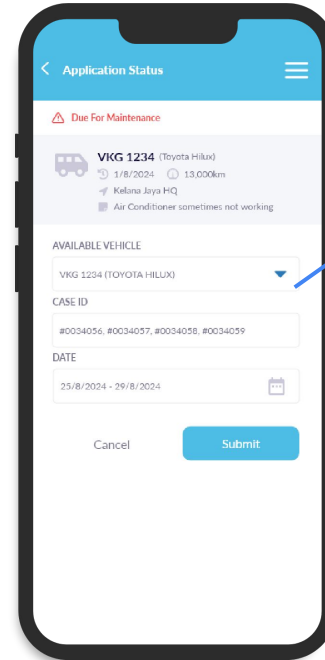 Application Status
Due For Maintenance
VKG 1234 (Toyota Hilux)
1/8/2024 13,000km
Kelana Jaya HQ
Air Conditioner sometimes not working
AVAILABLE VEHICLE
VKG 1234 (TOYOTA HILUX)
CASE ID
#0034056, #0034057, #0034058, #0034059
DATE
25/8/2024 - 29/8/2024
Cancel Submit